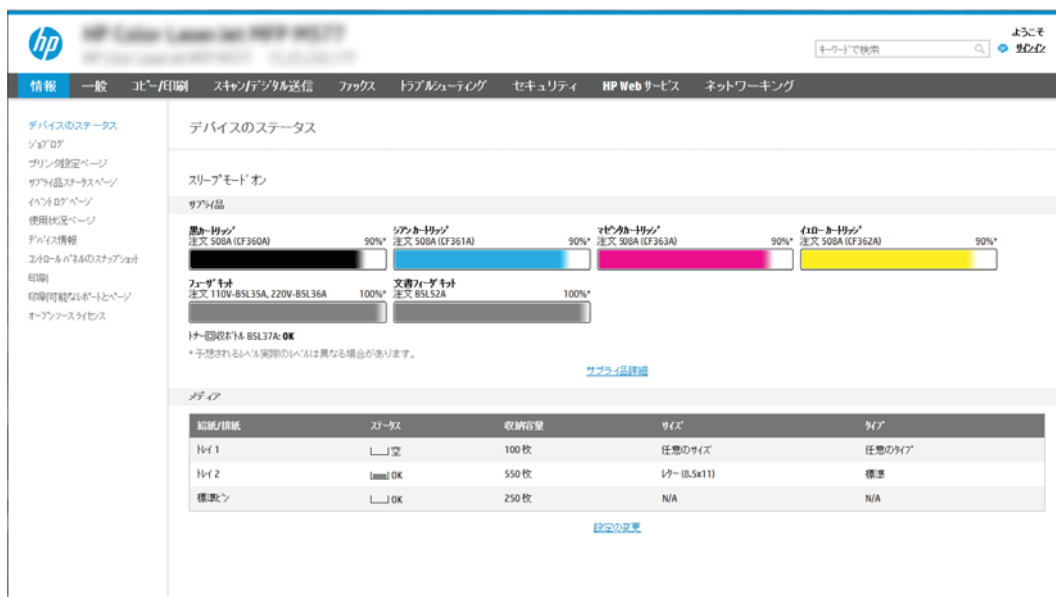 hp
HP Color LaserJet MFP M577
ようこそ
キーワードで検索
サインイン
情報 一般 コピー/印刷 スキャン/デジタル送信 ファックス トラブルシューティング セキュリティ HP Web サービス ネットワーキング
デバイスのステータス
ジョブログ
プリンタ設定ページ
サプライ品ステータスページ
イベントログページ
使用状況ページ
デバイス情報
コントロールパネルのスナップショット
印刷
印刷可能なレポートとページ
オープンソースライセンス
デバイスのステータス
スリープモードオン
サプライ品
黒カートリッジ
注文 508A (CF360A) 90%*
シアンカートリッジ
注文 508A (CF361A) 90%*
マゼンタカートリッジ
注文 508A (CF363A) 90%*
イエローカートリッジ
注文 508A (CF362A) 90%*
フューザキット
注文 110V-B5L35A, 220V-B5L36A 100%*
文書フィーダキット
注文 B5L52A 100%*
トナー回収ボトル B5L37A: OK
* 予想されるレベル実際のレベルは異なる場合があります。
サプライ品詳細
メディア
給紙/排紙 ステータス 収納容量 サイズ タイプ
トレイ 1 空 100 枚 任意のサイズ 任意のタイプ
トレイ 2 OK 550 枚 レター (8.5x11) 標準
標準ビン OK 250 枚 N/A N/A
設定の変更